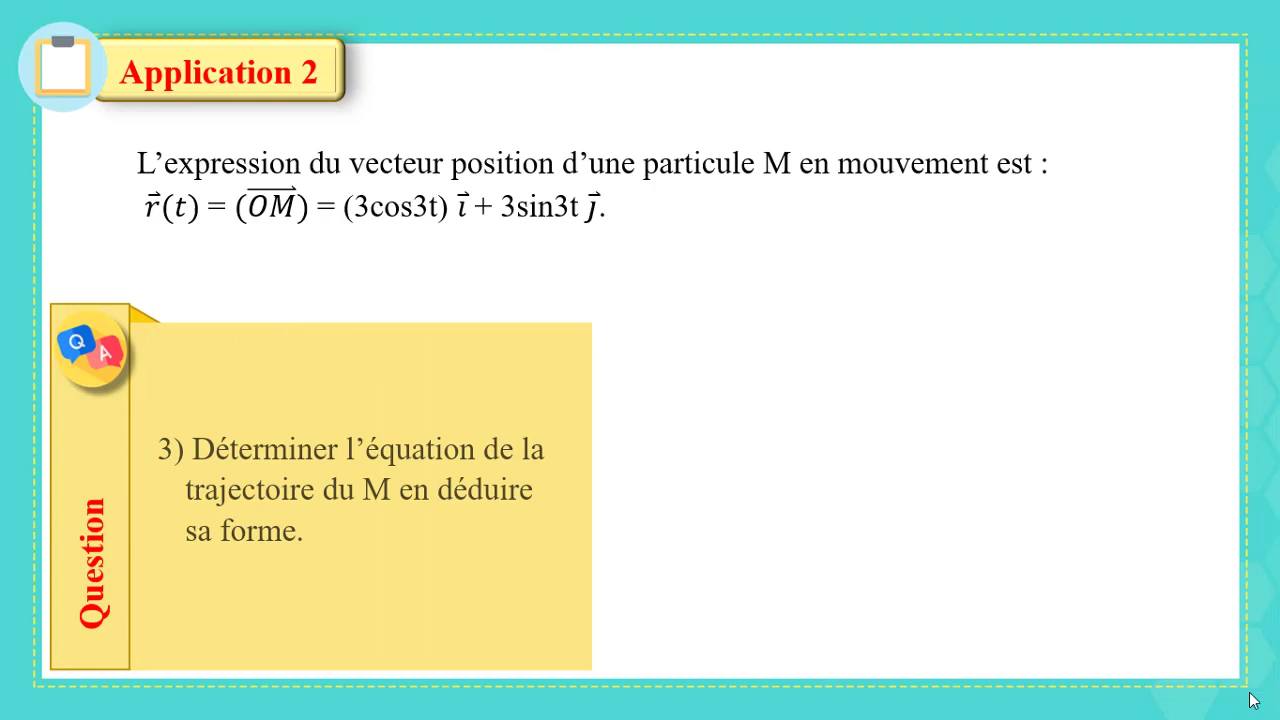 Application 2
L’expression du vecteur position d’une particule M en mouvement est :
r⃗(t) = (O͞M⃗) = (3cos3t) i⃗ + 3sin3t j⃗.
Q
A
Question
3) Déterminer l’équation de la
trajectoire du M en déduire
sa forme.